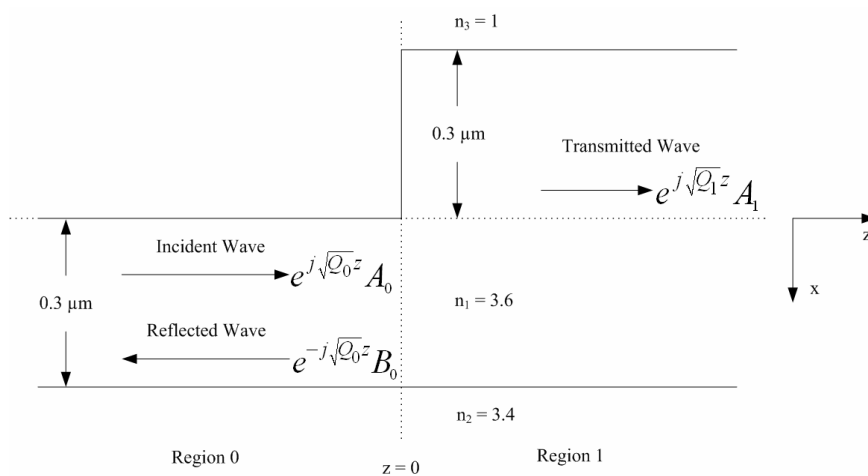 n₃ = 1
0.3 µm
Transmitted Wave
e^{j√Q₁z}A₁
z
Incident Wave
e^{j√Q₀z}A₀
x
0.3 µm
n₁ = 3.6
Reflected Wave
e^{-j√Q₀z}B₀
n₂ = 3.4
Region 0
z = 0
Region 1